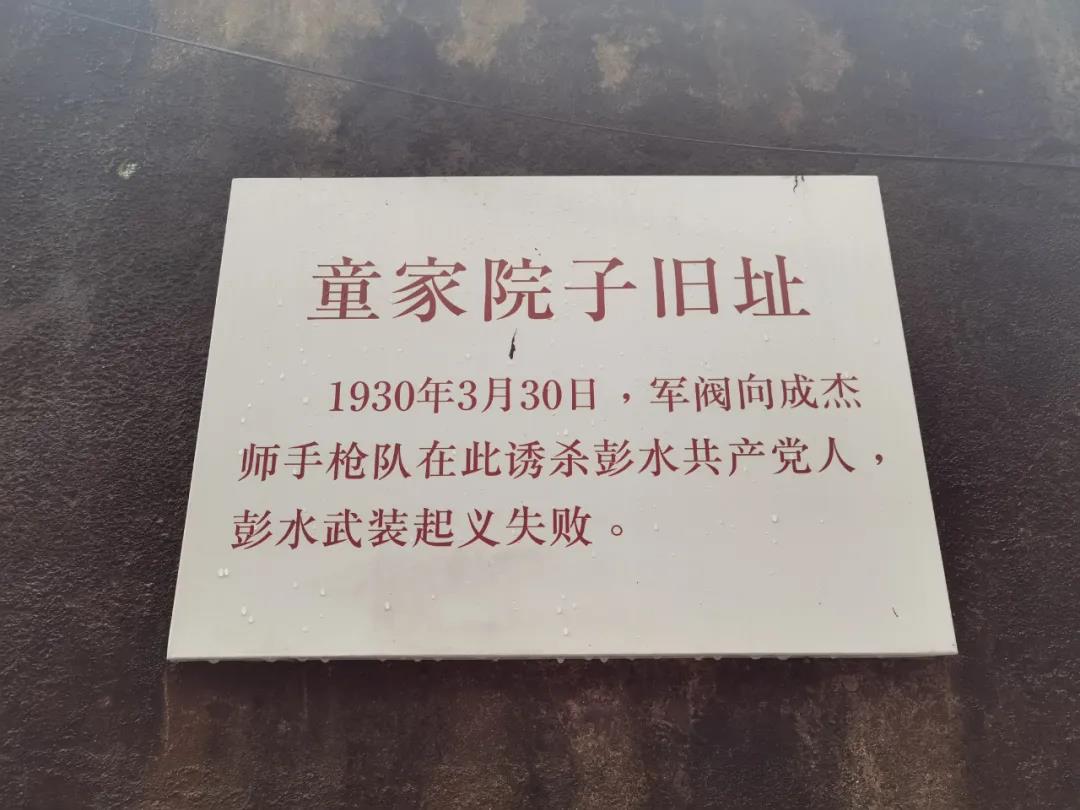 童家院子旧址
1930年3月30日，军阀向成杰
师手枪队在此诱杀彭水共产党人，
彭水武装起义失败。